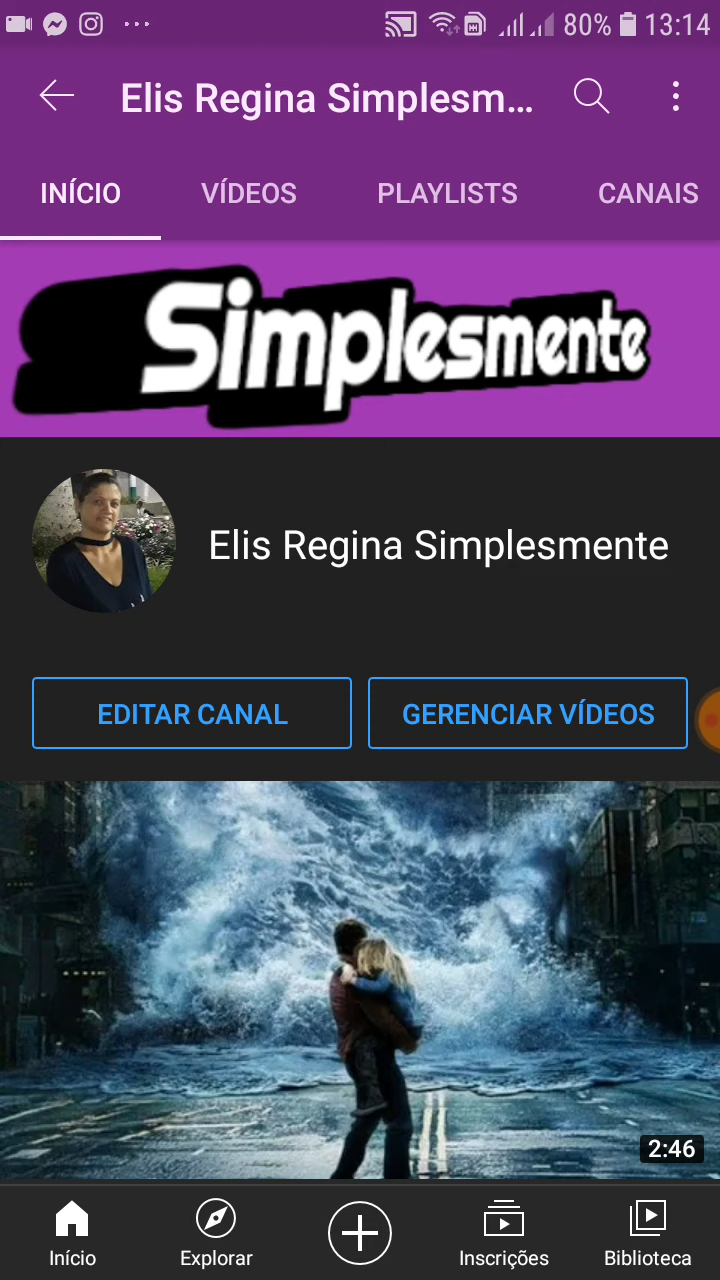 80% 13:14
Elis Regina Simplesm...
INÍCIO VÍDEOS PLAYLISTS CANAIS
Simplesmente
Elis Regina Simplesmente
EDITAR CANAL GERENCIAR VÍDEOS
2:46
Início Explorar Inscrições Biblioteca